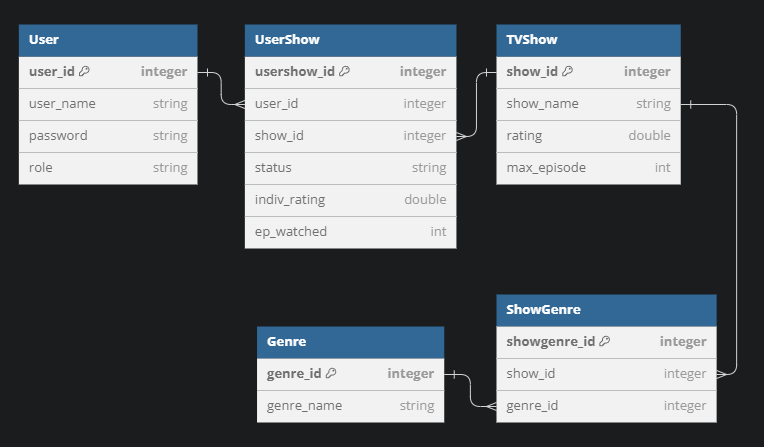 User
user_id integer
user_name string
password string
role string
UserShow
usershow_id integer
user_id integer
show_id integer
status string
indiv_rating double
ep_watched int
TVShow
show_id integer
show_name string
rating double
max_episode int
Genre
genre_id integer
genre_name string
ShowGenre
showgenre_id integer
show_id integer
genre_id integer